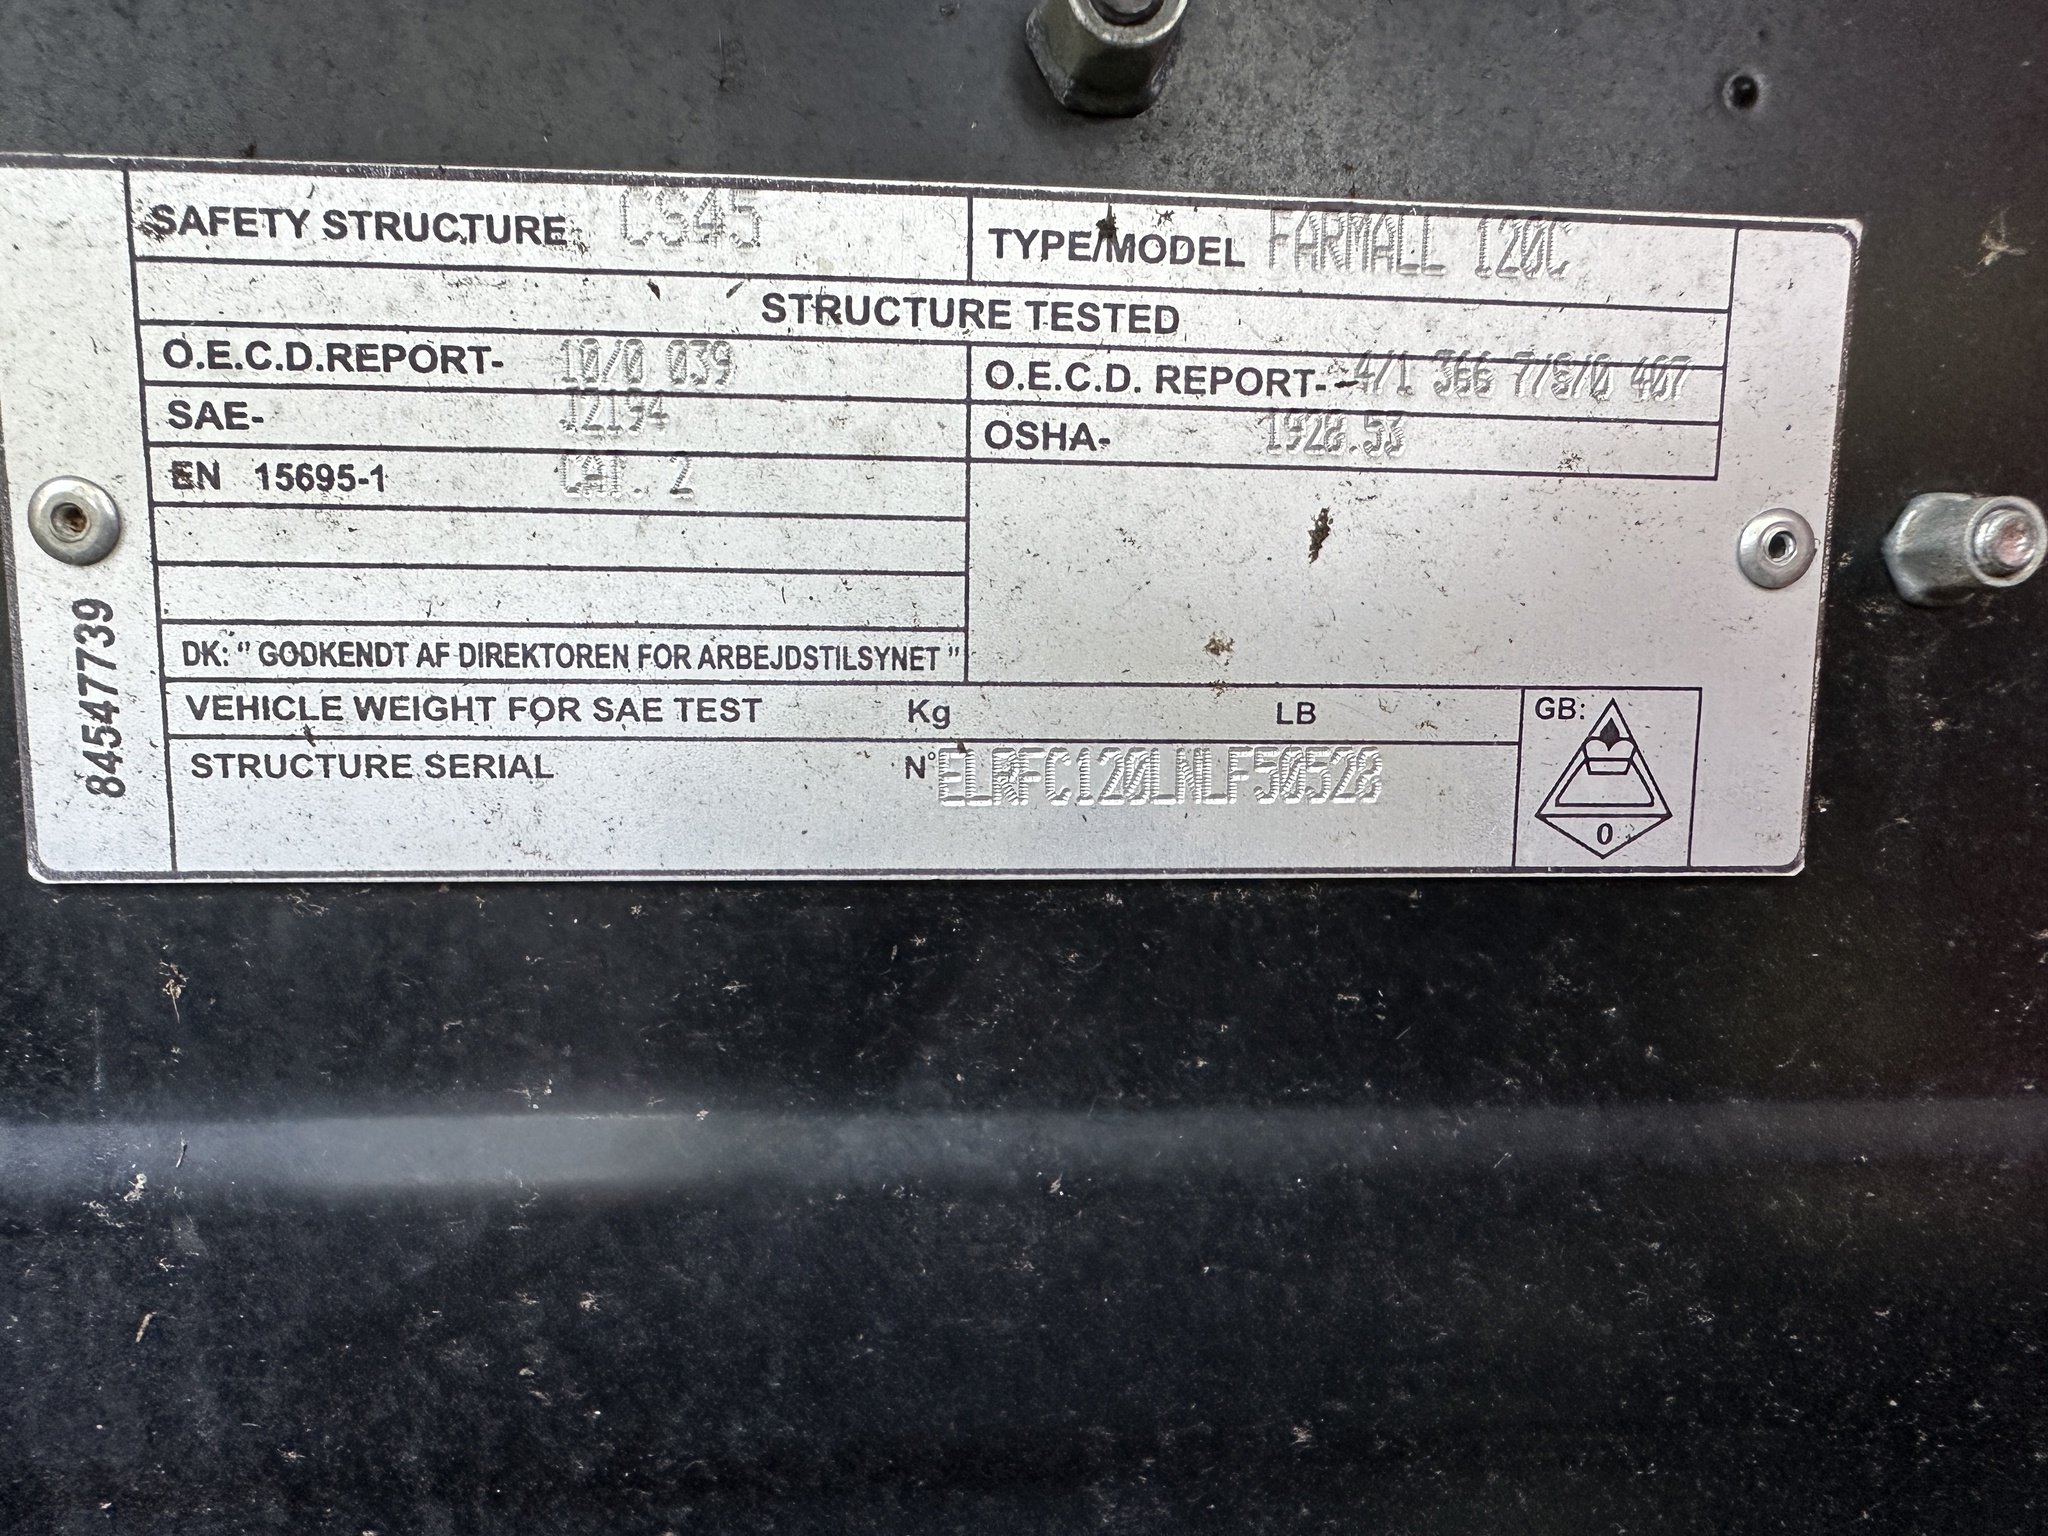 SAFETY STRUCTURE CS45 TYPE/MODEL FARMALL 120C
STRUCTURE TESTED
O.E.C.D.REPORT- 10/0 039 O.E.C.D. REPORT- 4/1 366 7/S/0 407
SAE- J2194 OSHA- 1928.53
EN 15695-1 CAT. 2
DK: " GODKENDT AF DIREKTOREN FOR ARBEJDSTILSYNET "
VEHICLE WEIGHT FOR SAE TEST Kg LB
GB:
STRUCTURE SERIAL N° ELRFC120LNLF50528
0
84547739